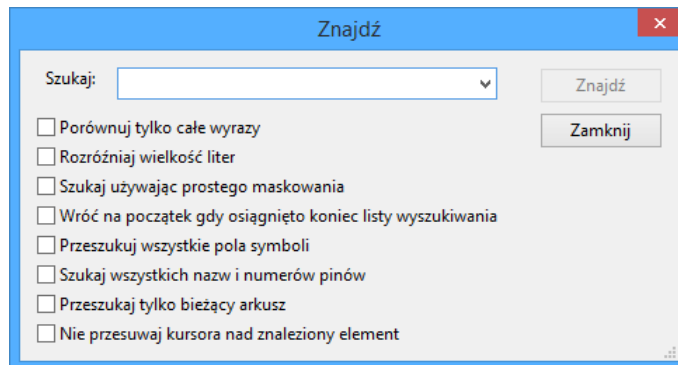 Znajdź
Szukaj:
Znajdź
Porównuj tylko całe wyrazy
Zamknij
Rozróźniaj wielkość liter
Szukaj używając prostego maskowania
Wróć na początek gdy osiągnięto koniec listy wyszukiwania
Przeszukuj wszystkie pola symboli
Szukaj wszystkich nazw i numerów pinów
Przeszukaj tylko bieżący arkusz
Nie przesuwaj kursora nad znaleziony element